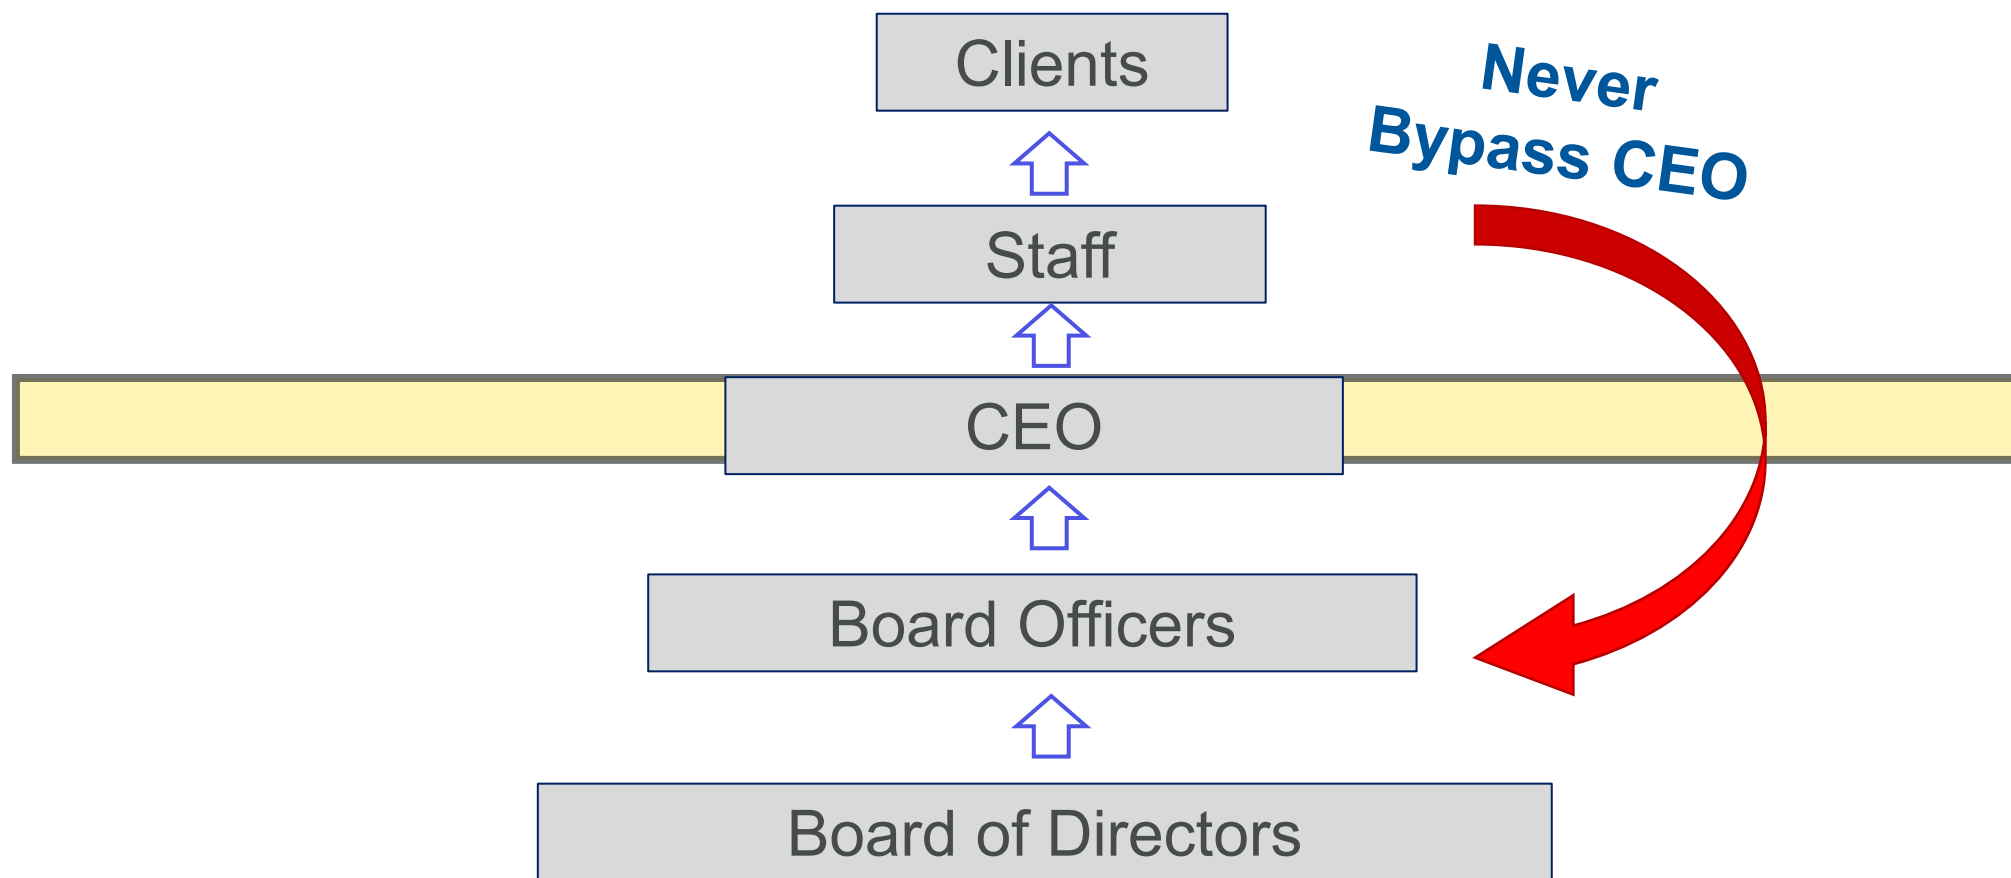 Clients
Never
Bypass CEO
Staff
CEO
Board Officers
Board of Directors